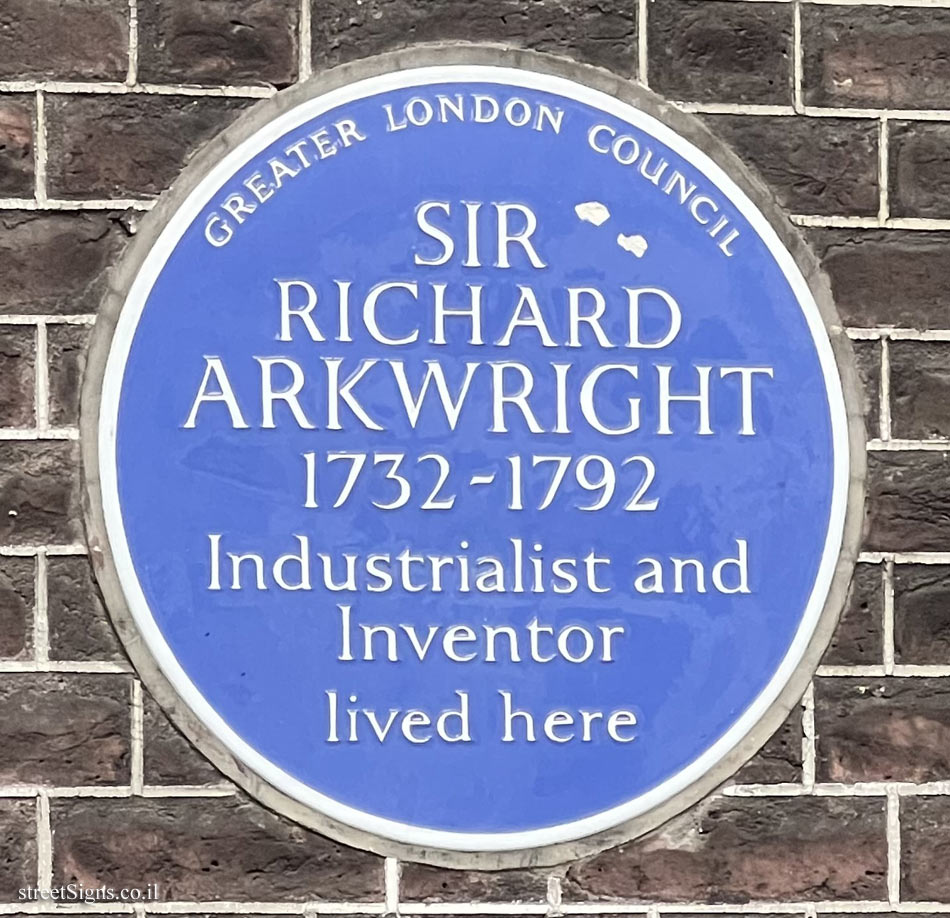 GREATER LONDON COUNCIL
SIR
RICHARD
ARKWRIGHT
1732-1792
Industrialist and
Inventor
lived here
streetSigns.co.il